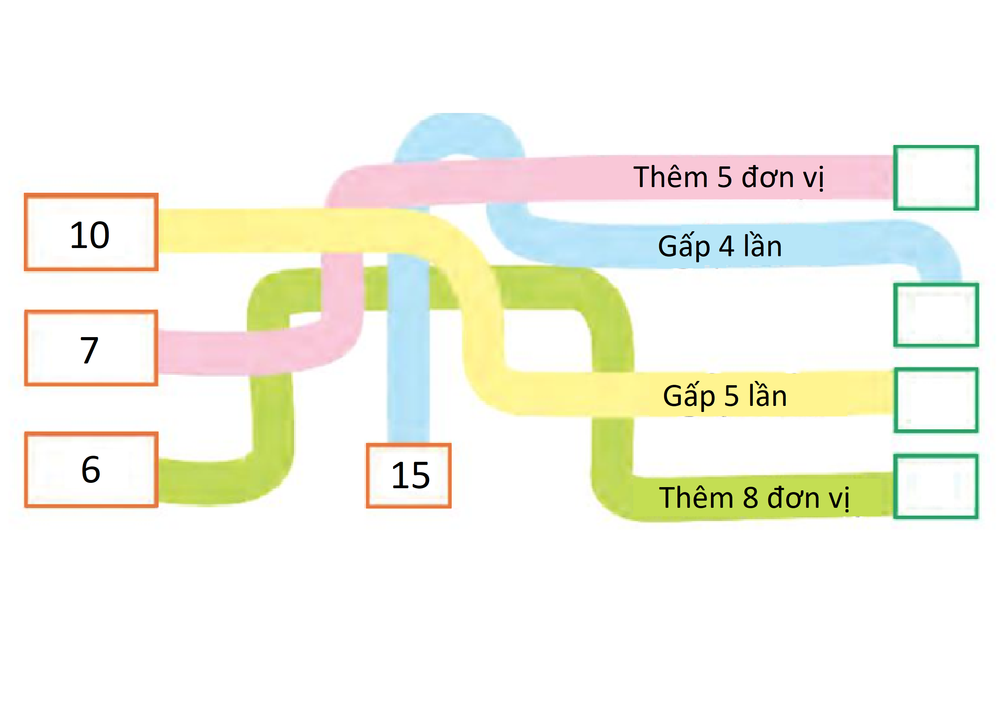 Thêm 5 đơn vị
10
Gấp 4 lần
7
Gấp 5 lần
6
15
Thêm 8 đơn vị